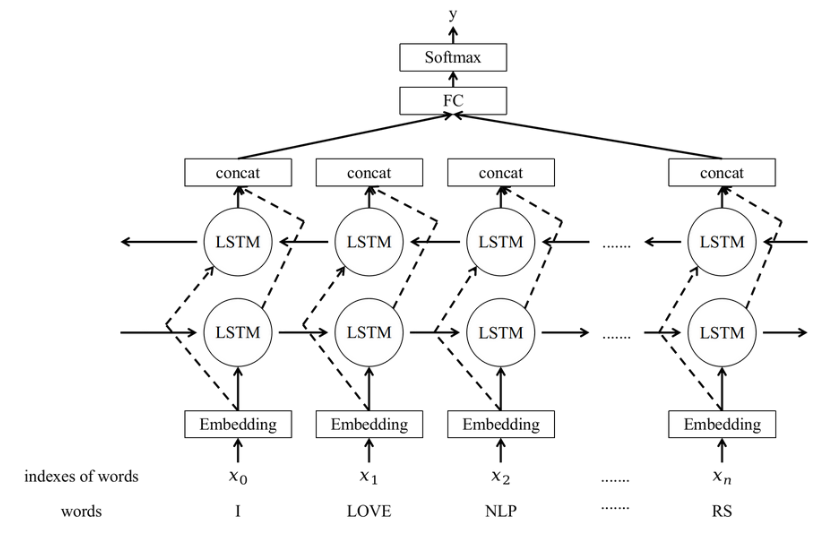 y
Softmax
FC
concat concat concat concat
LSTM LSTM LSTM ....... LSTM
LSTM LSTM LSTM ....... LSTM
Embedding Embedding Embedding Embedding
indexes of words x₀ x₁ x₂ ....... xₙ
words I LOVE NLP ....... RS